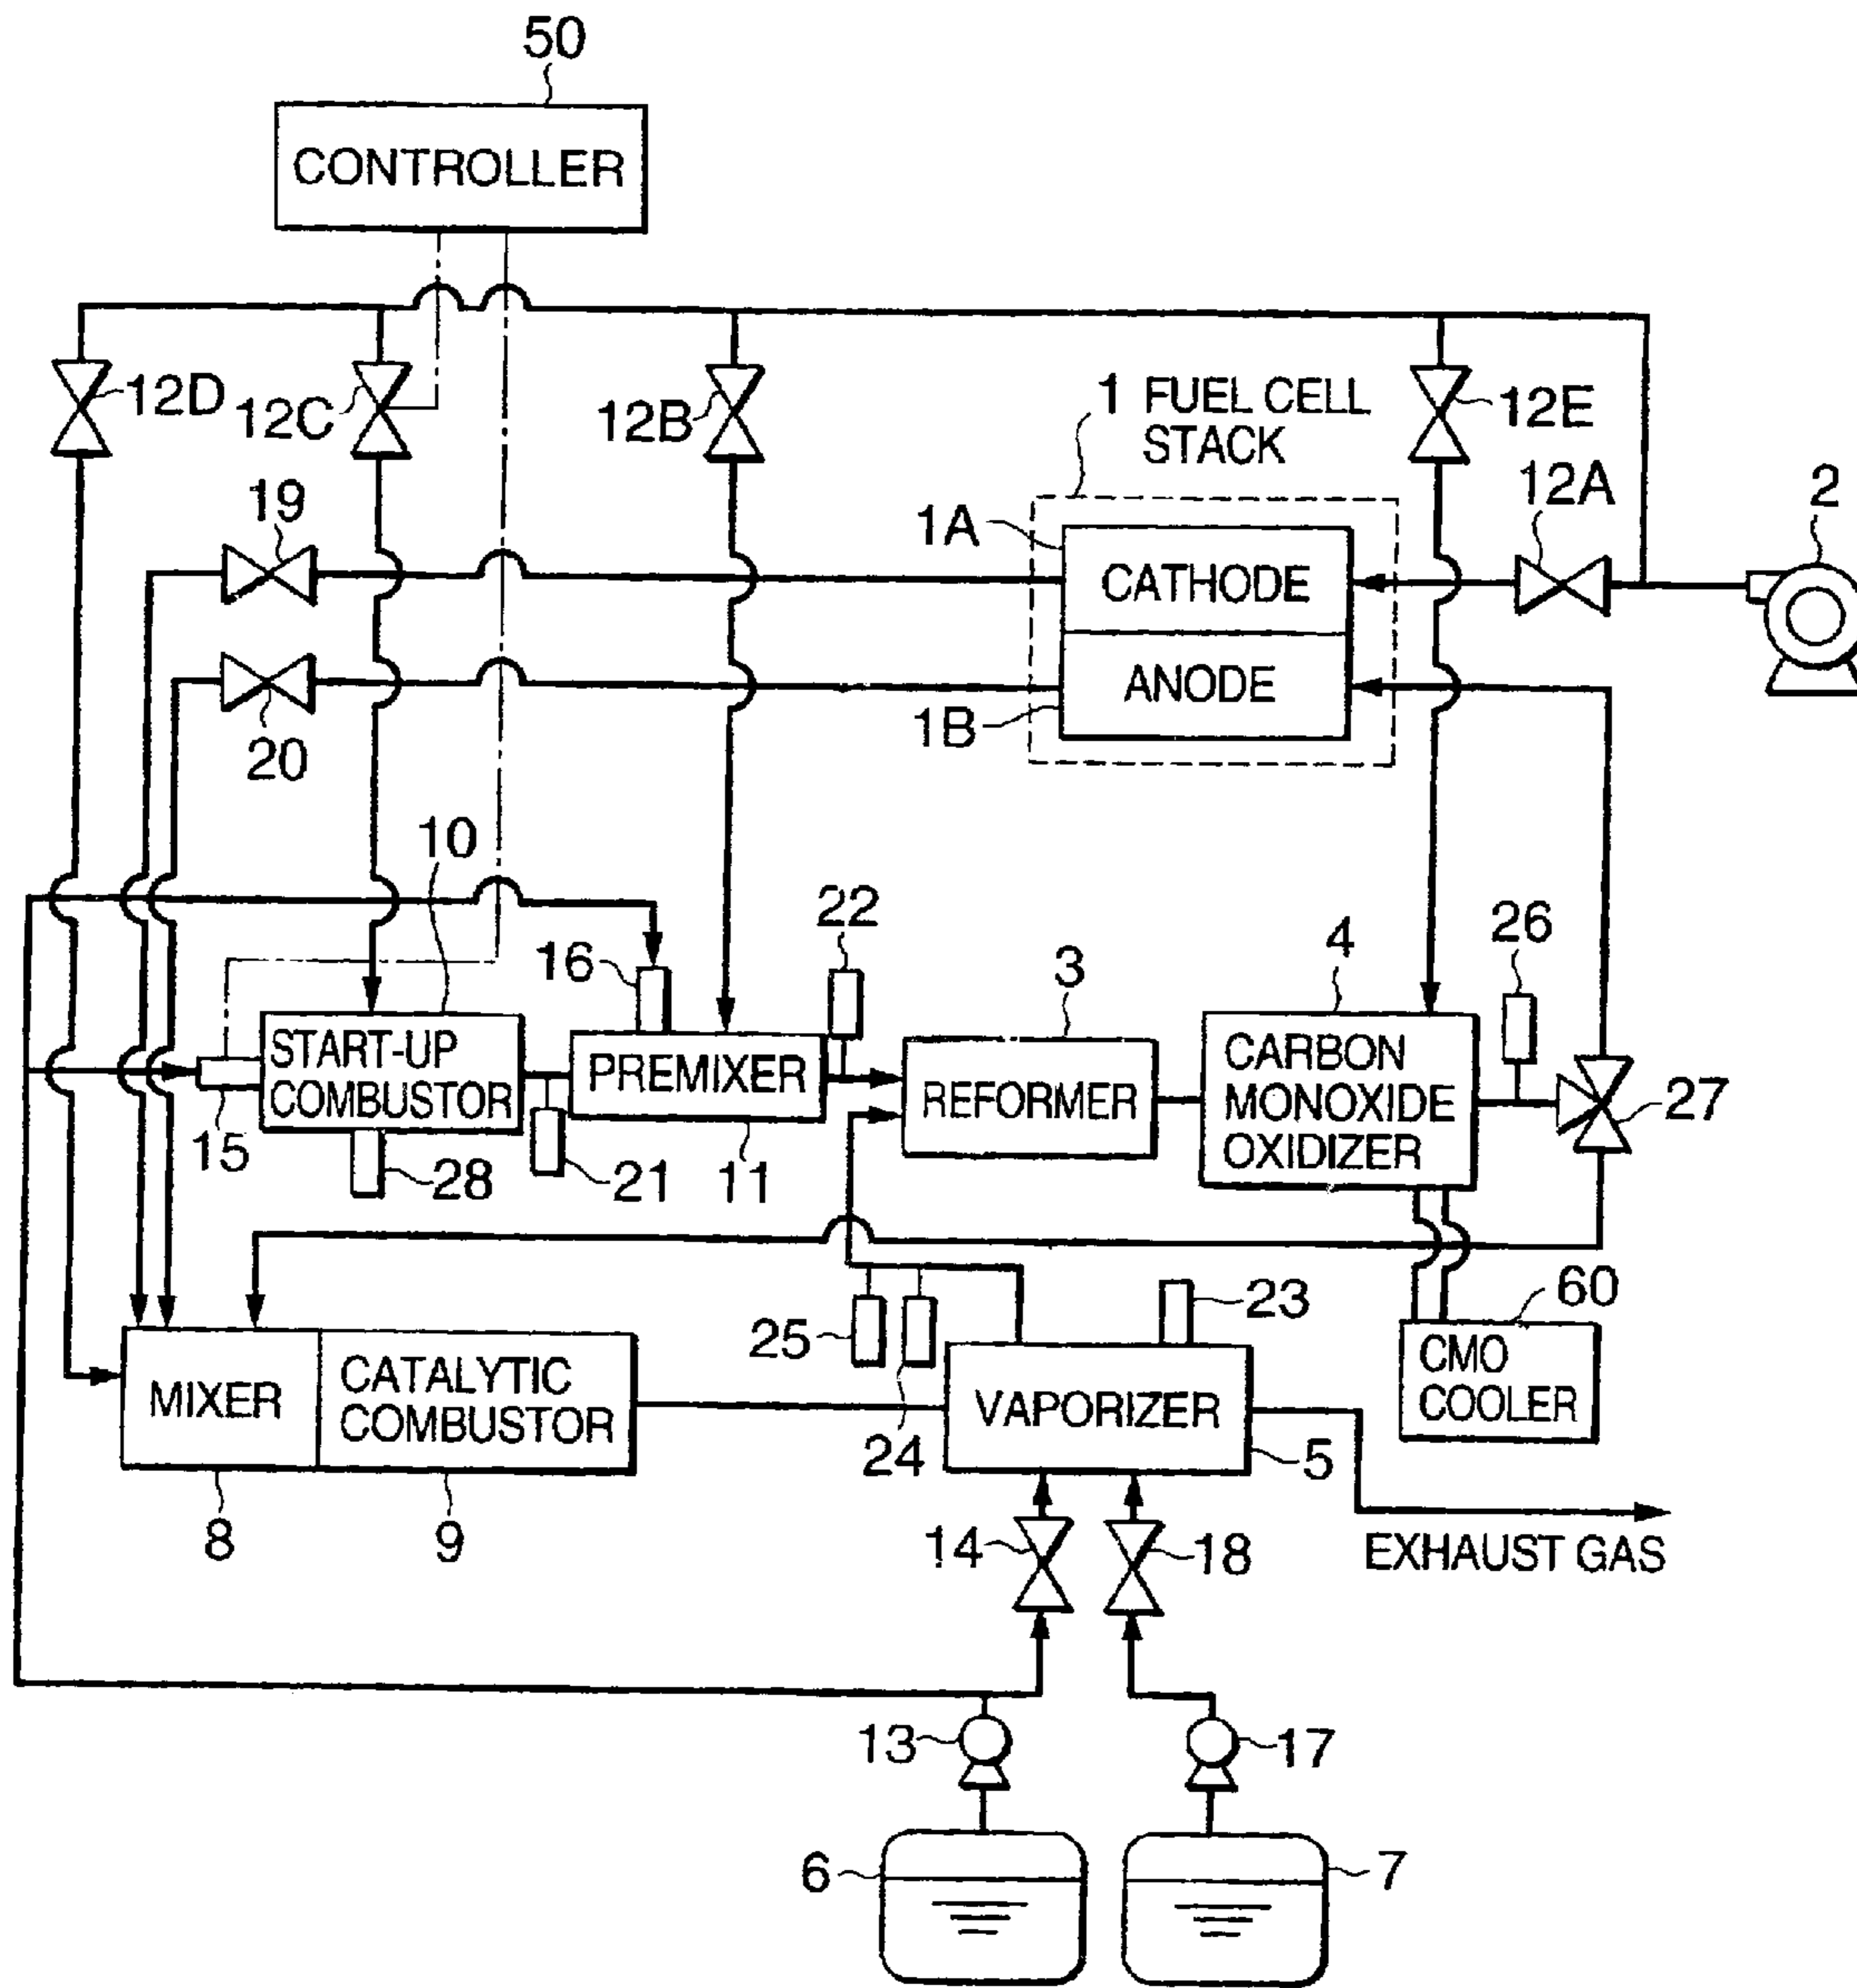 50
CONTROLLER
12D
12C
12B
1 FUEL CELL
STACK
12E
12A
2
19
1A
CATHODE
ANODE
1B
20
10
22
16
3
4
26
START-UP
COMBUSTOR
PREMIXER
REFORMER
CARBON
MONOXIDE
OXIDIZER
27
15
28
21
11
25
24
23
60
CMO
COOLER
MIXER
CATALYTIC
COMBUSTOR
VAPORIZER
5
8
9
14
18
EXHAUST GAS
13
17
6
7